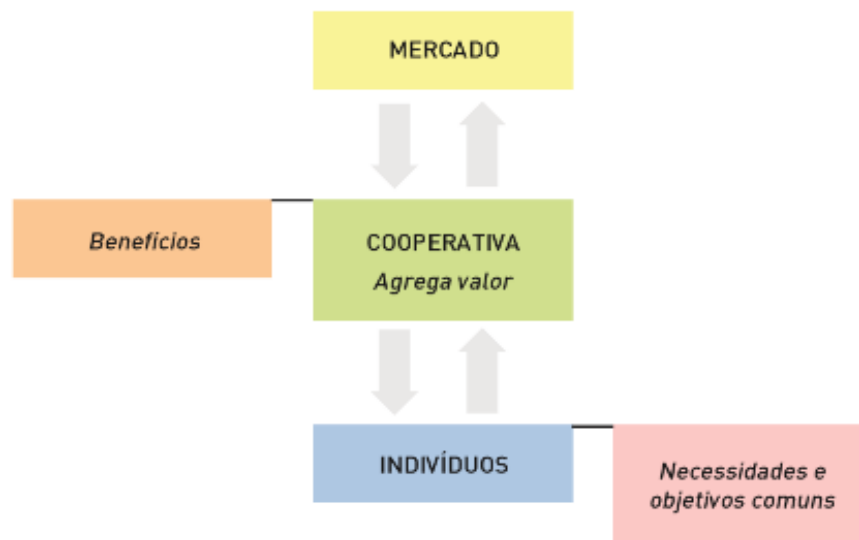 MERCADO
Benefícios
COOPERATIVA
Agrega valor
INDIVÍDUOS
Necessidades e
objetivos comuns